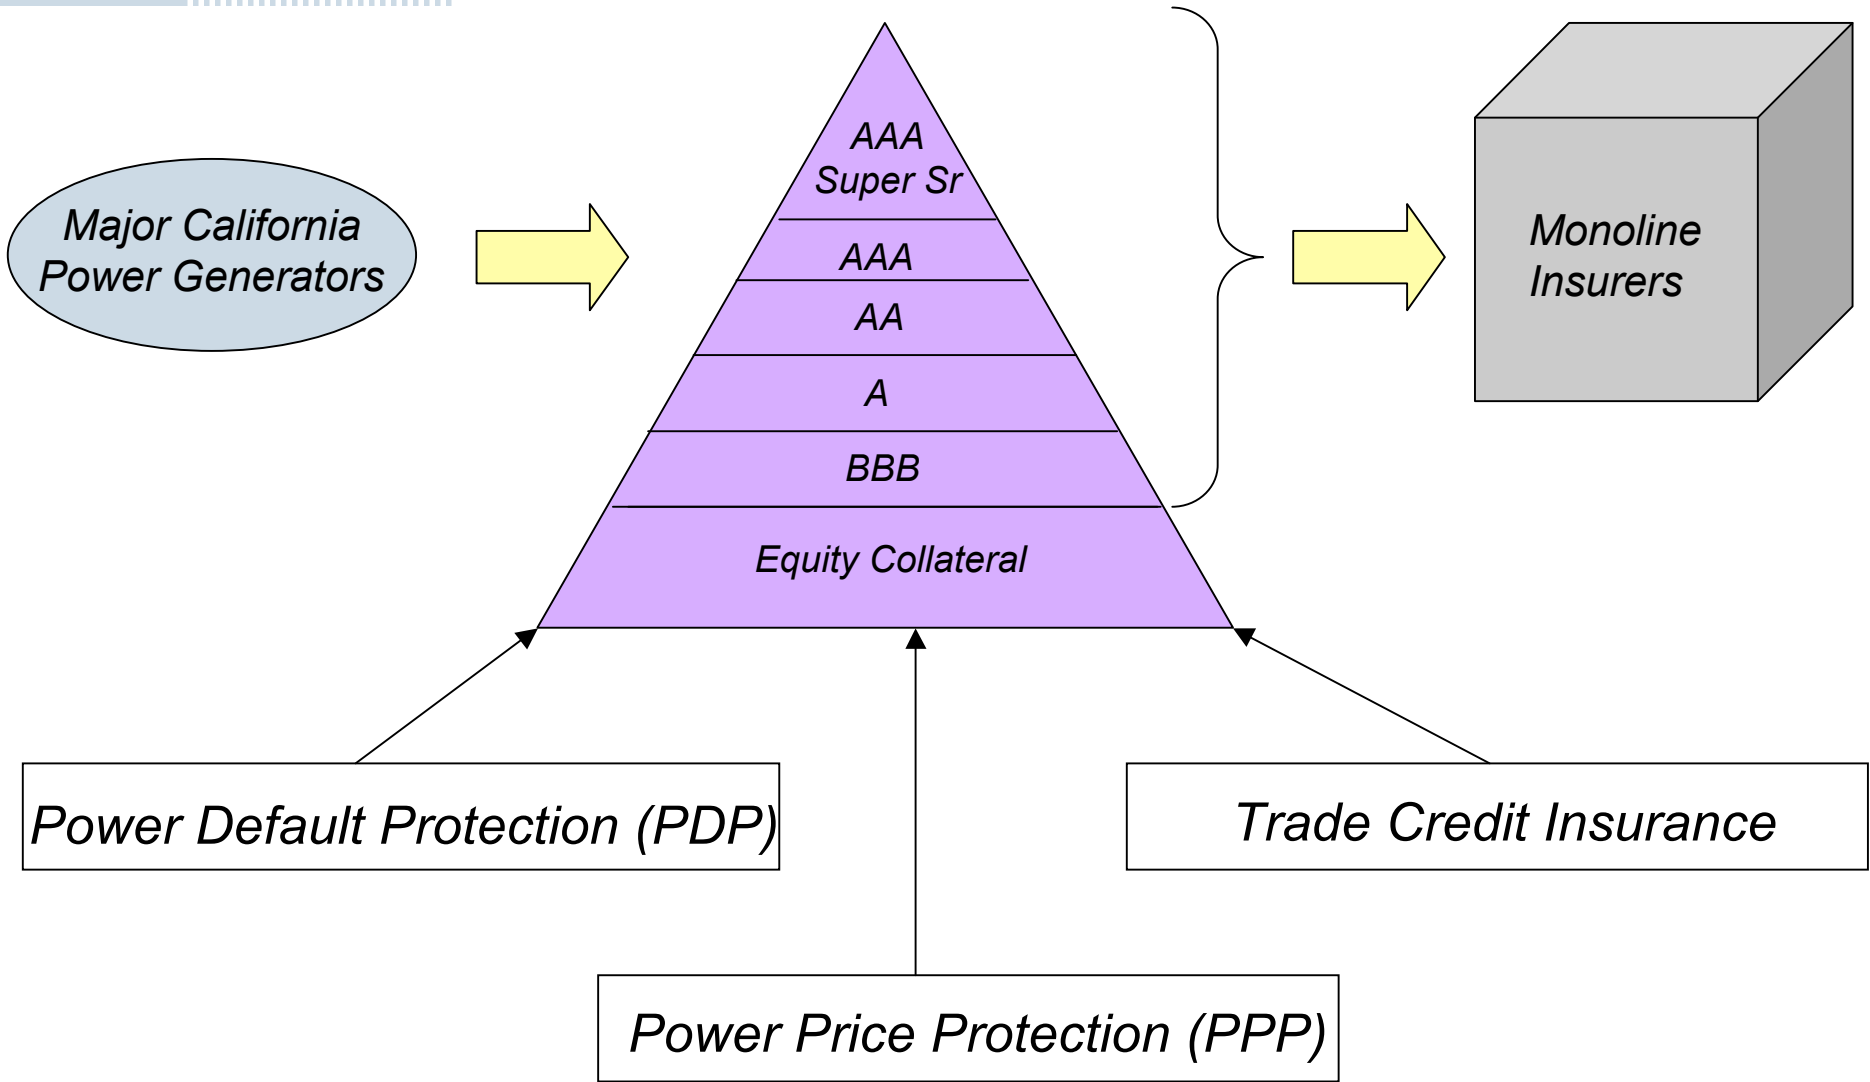 Major California
Power Generators
AAA
Super Sr
AAA
AA
A
BBB
Equity Collateral
Monoline
Insurers
Power Default Protection (PDP)
Trade Credit Insurance
Power Price Protection (PPP)